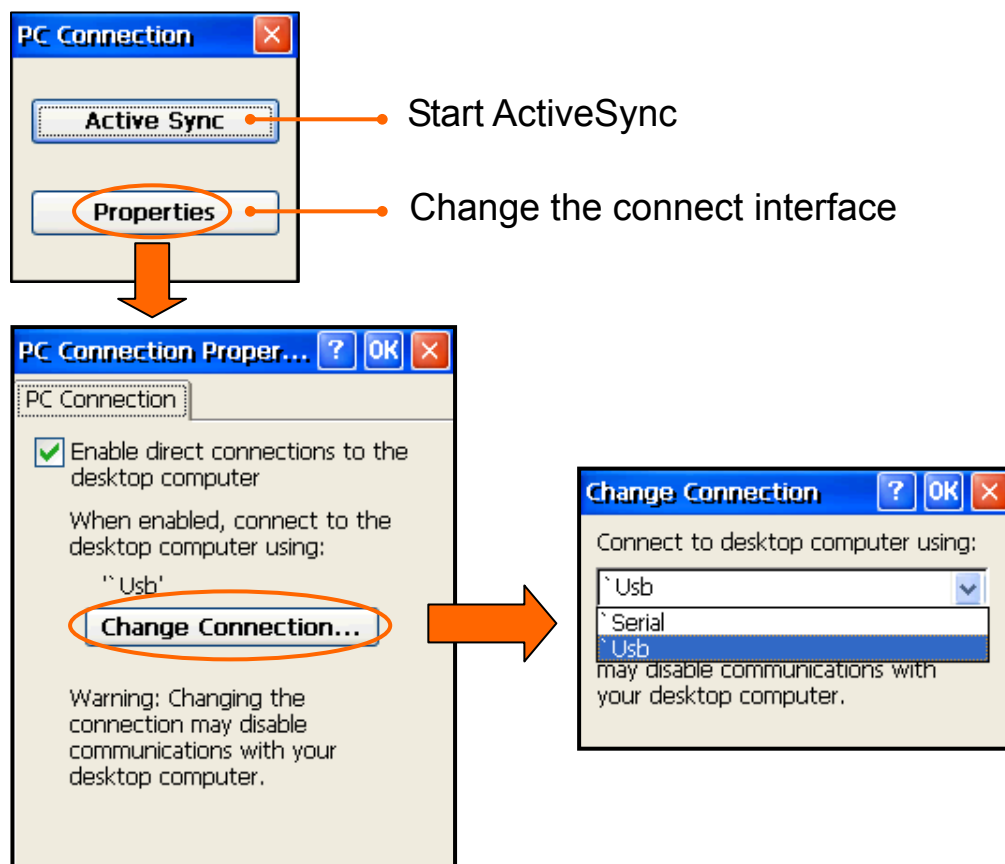 PC Connection
Active Sync
Start ActiveSync
Properties
Change the connect interface
PC Connection Proper... ? OK
PC Connection
Enable direct connections to the
desktop computer
When enabled, connect to the
desktop computer using:
'`Usb'
Change Connection...
Warning: Changing the
connection may disable
communications with your
desktop computer.
Change Connection ? OK
Connect to desktop computer using:
`Usb
`Serial
`Usb
may disable communications with
your desktop computer.